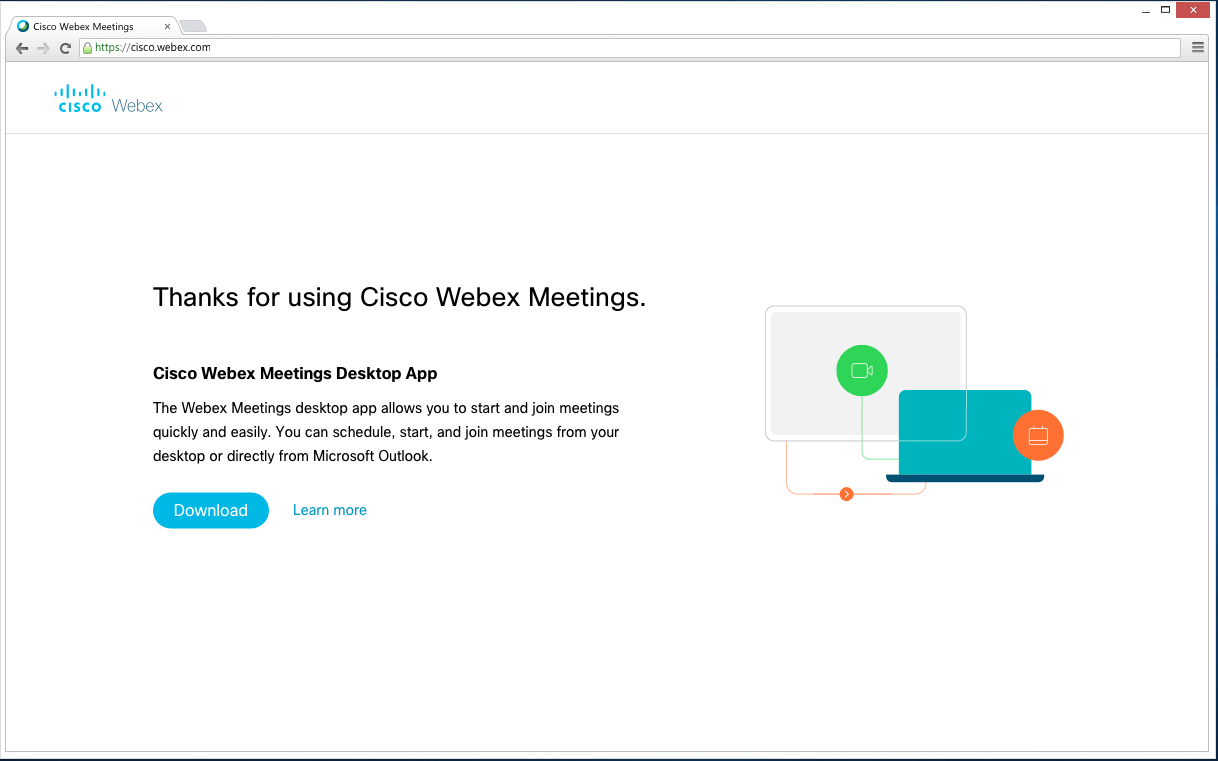 Cisco Webex Meetings
https://cisco.webex.com
cisco Webex
Thanks for using Cisco Webex Meetings.
Cisco Webex Meetings Desktop App
The Webex Meetings desktop app allows you to start and join meetings
quickly and easily. You can schedule, start, and join meetings from your
desktop or directly from Microsoft Outlook.
Download
Learn more